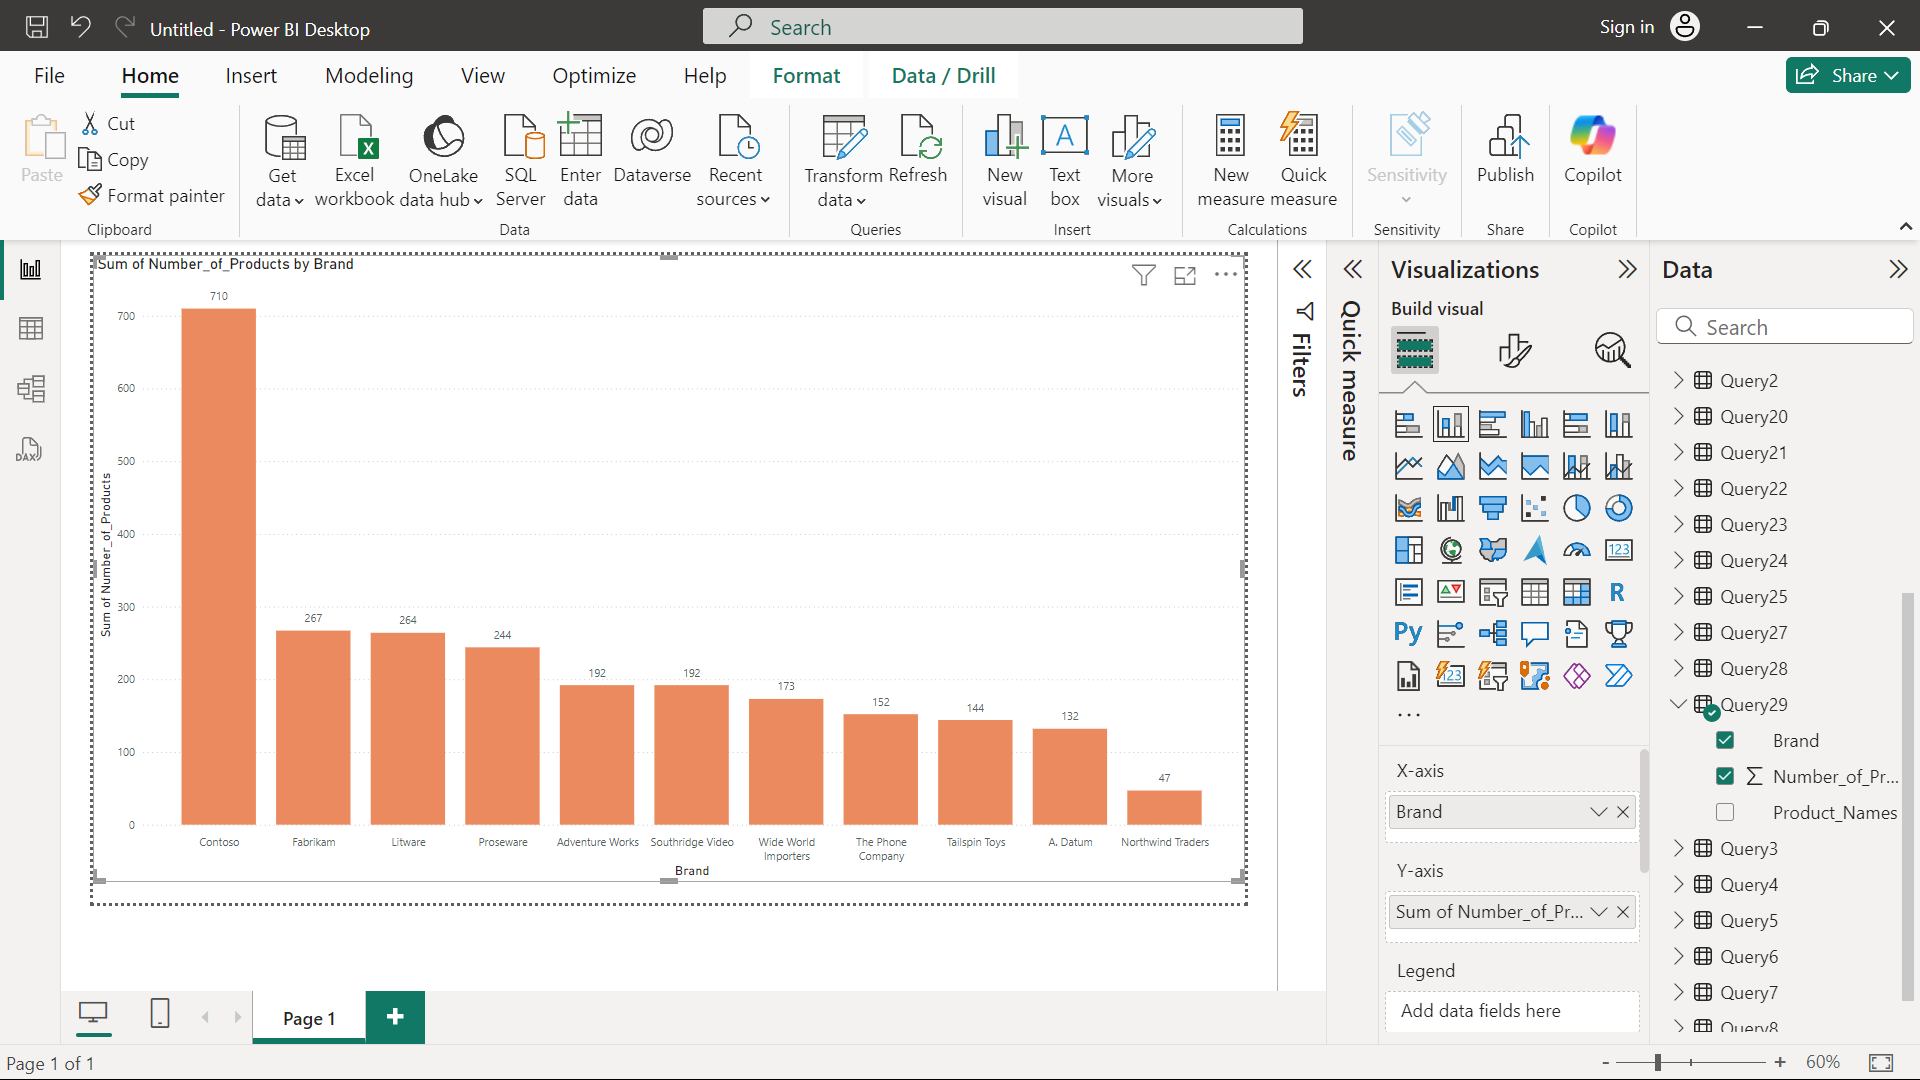 Untitled - Power BI Desktop
Search
Sign in
File
Home
Insert
Modeling
View
Optimize
Help
Format
Data / Drill
Share
Paste
Cut
Copy
Format painter
Clipboard
Get data
Excel workbook
OneLake data hub
SQL Server
Enter data
Dataverse
Recent sources
Data
Transform data
Refresh
Queries
New visual
Text box
More visuals
Insert
New measure
Quick measure
Calculations
Sensitivity
Sensitivity
Publish
Share
Copilot
Copilot
DAX
Sum of Number_of_Products by Brand
Sum of Number_of_Products
700
600
500
400
300
200
100
0
710
267
264
244
192
192
173
152
144
132
47
Contoso
Fabrikam
Litware
Proseware
Adventure Works
Southridge Video
Wide World
Importers
The Phone
Company
Tailspin Toys
A. Datum
Northwind Traders
Brand
Filters
Quick measure
Visualizations
Build visual
123
R
Py
123
X-axis
Brand
Y-axis
Sum of Number_of_Pr...
Legend
Add data fields here
Data
Search
Query2
Query20
Query21
Query22
Query23
Query24
Query25
Query27
Query28
Query29
Brand
Number_of_Pr...
Product_Names
Query3
Query4
Query5
Query6
Query7
Query8
Page 1
Page 1 of 1
60%